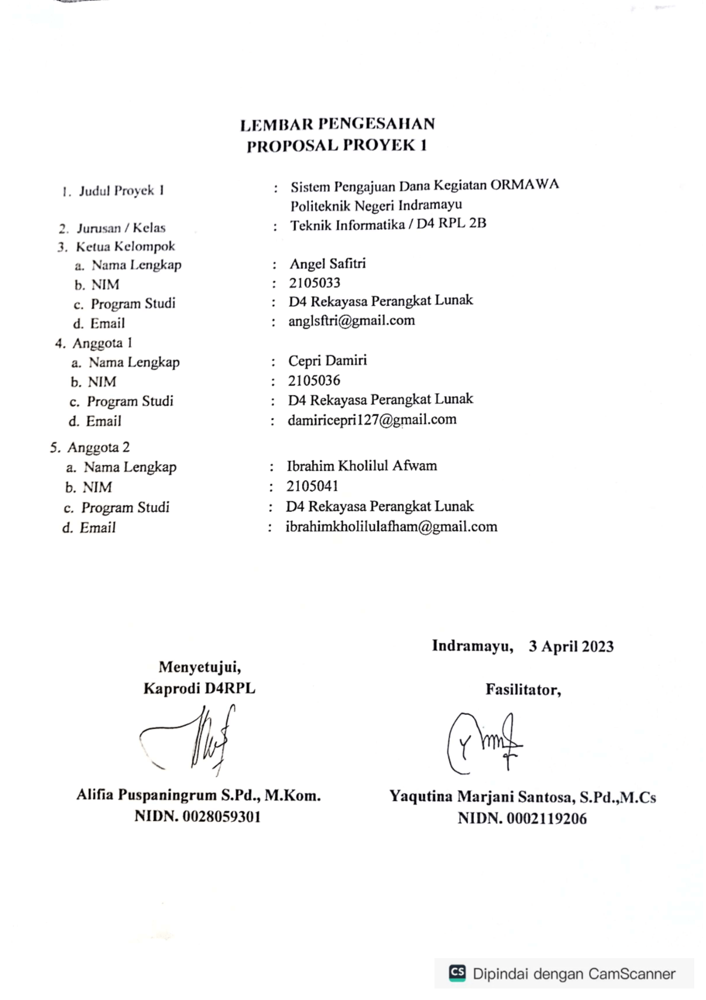 LEMBAR PENGESAHAN
PROPOSAL PROYEK 1
1. Judul Proyek 1 : Sistem Pengajuan Dana Kegiatan ORMAWA
Politeknik Negeri Indramayu
2. Jurusan / Kelas : Teknik Informatika / D4 RPL 2B
3. Ketua Kelompok
a. Nama Lengkap : Angel Safitri
b. NIM : 2105033
c. Program Studi : D4 Rekayasa Perangkat Lunak
d. Email : anglsftri@gmail.com
4. Anggota 1
a. Nama Lengkap : Cepri Damiri
b. NIM : 2105036
c. Program Studi : D4 Rekayasa Perangkat Lunak
d. Email : damiricepri127@gmail.com
5. Anggota 2
a. Nama Lengkap : Ibrahim Kholilul Afwam
b. NIM : 2105041
c. Program Studi : D4 Rekayasa Perangkat Lunak
d. Email : ibrahimkholilulafham@gmail.com
Indramayu, 3 April 2023
Menyetujui,
Kaprodi D4RPL
Fasilitator,
Alifia Puspaningrum S.Pd., M.Kom.
NIDN. 0028059301
Yaqutina Marjani Santosa, S.Pd.,M.Cs
NIDN. 0002119206
CS Dipindai dengan CamScanner